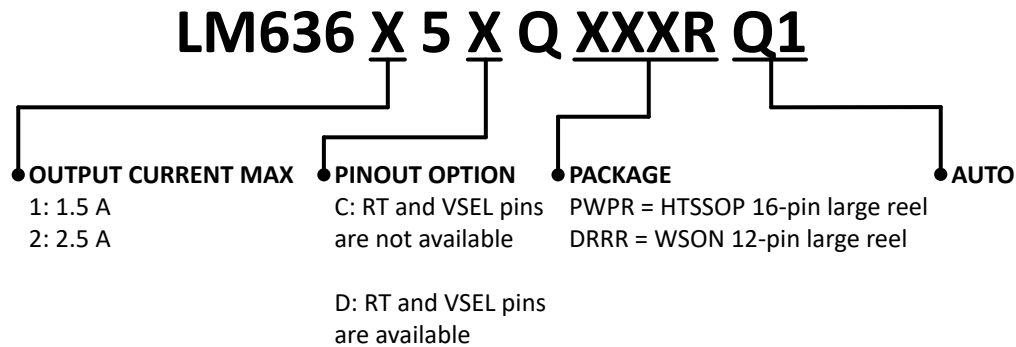 LM636 X 5 X Q XXXR Q1
OUTPUT CURRENT MAX
1: 1.5 A
2: 2.5 A
PINOUT OPTION
C: RT and VSEL pins
are not available
D: RT and VSEL pins
are available
PACKAGE
PWPR = HTSSOP 16-pin large reel
DRRR = WSON 12-pin large reel
AUTO